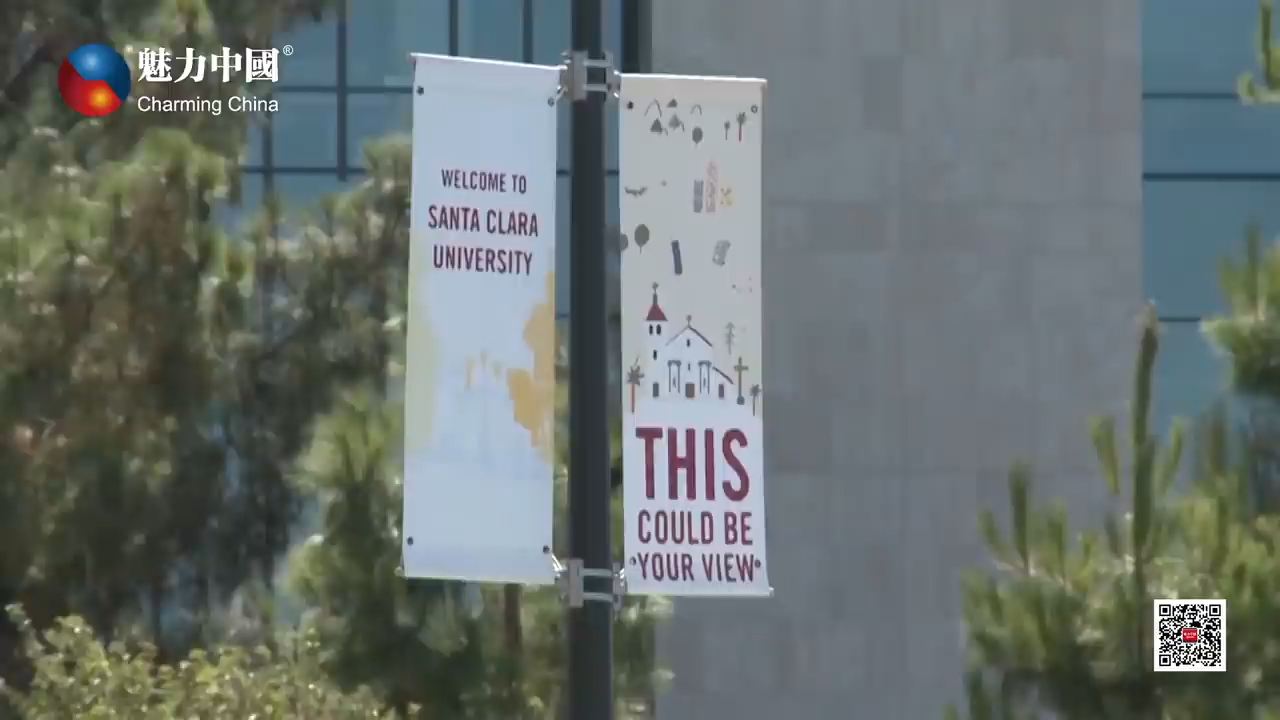 魅力中國®
Charming China
WELCOME TO
SANTA CLARA
UNIVERSITY
THIS
COULD BE
YOUR VIEW